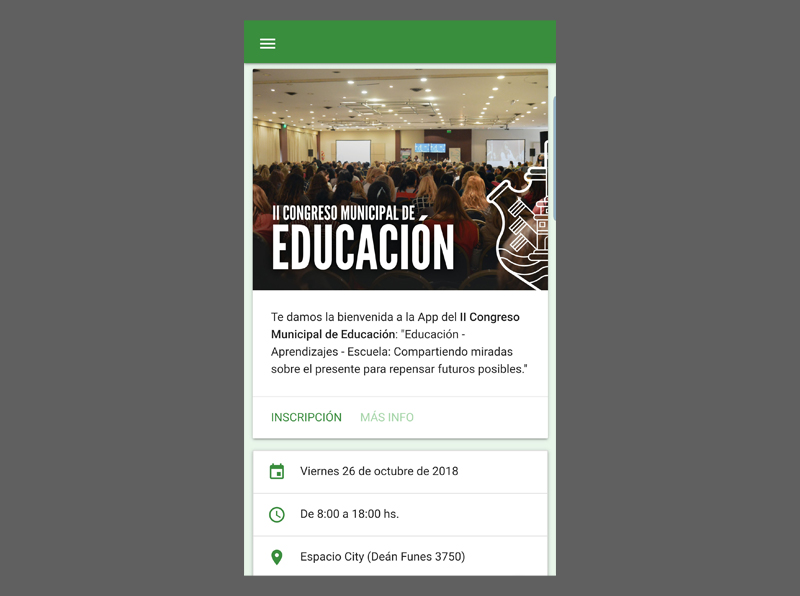 II CONGRESO MUNICIPAL DE
EDUCACIÓN
Te damos la bienvenida a la App del II Congreso
Municipal de Educación: "Educación -
Aprendizajes - Escuela: Compartiendo miradas
sobre el presente para repensar futuros posibles."
INSCRIPCIÓN MÁS INFO
Viernes 26 de octubre de 2018
De 8:00 a 18:00 hs.
Espacio City (Deán Funes 3750)